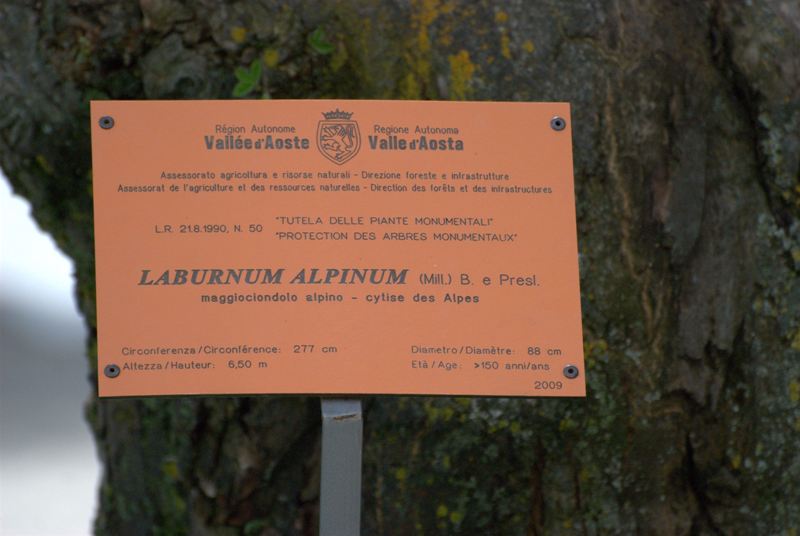 Région Autonome Regione Autonoma
Vallée d'Aoste Valle d'Aosta
Assessorato agricoltura e risorse naturali - Direzione foreste e infrastrutture
Assessorat de l'agriculture et des ressources naturelles - Direction des forêts et des infrastructures
L.R. 21.8.1990, N. 50 "TUTELA DELLE PIANTE MONUMENTALI"
"PROTECTION DES ARBRES MONUMENTAUX"
LABURNUM ALPINUM (Mill.) B. e Presl.
maggiociondolo alpino - cytise des Alpes
Circonferenza/Circonférence: 277 cm Diametro/Diamètre: 88 cm
Altezza/Hauteur: 6,50 m Età/Age: >150 anni/ans
2009